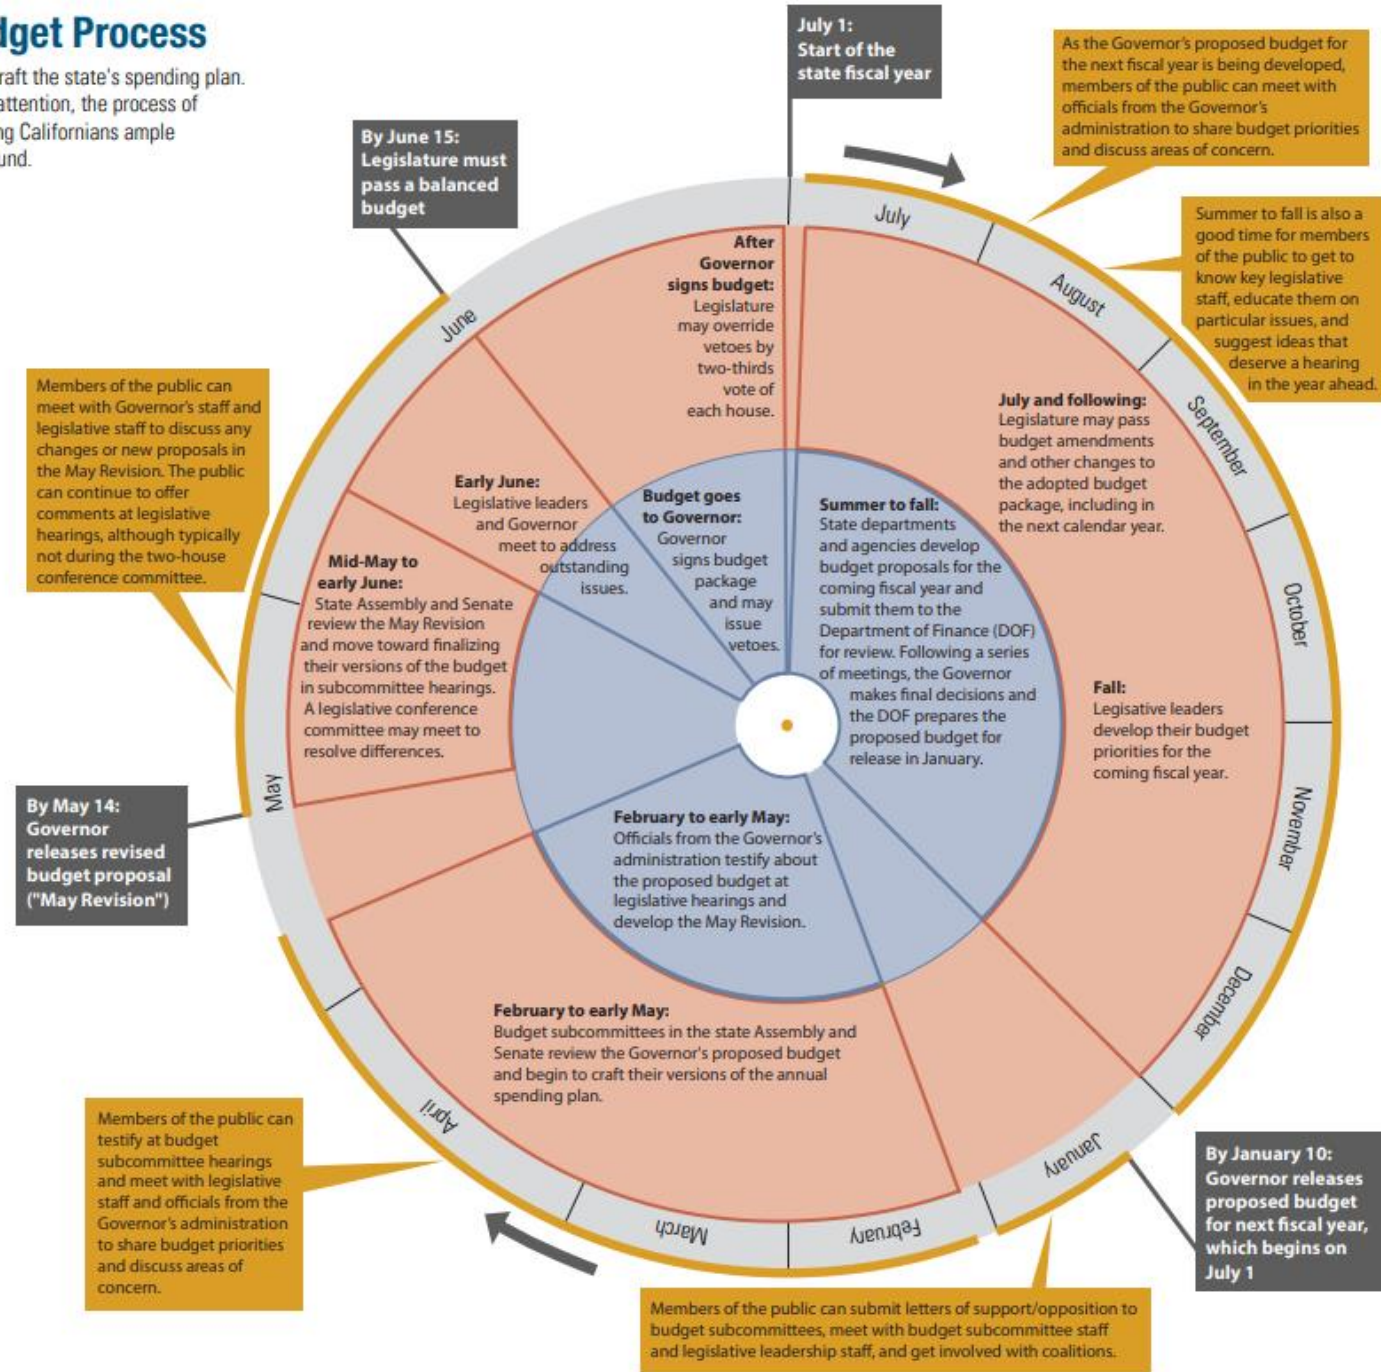 dget Process
raft the state's spending plan.
attention, the process of
ng Californians ample
und.
July 1:
Start of the
state fiscal year
As the Governor's proposed budget for
the next fiscal year is being developed,
members of the public can meet with
officials from the Governor's
administration to share budget priorities
and discuss areas of concern.
By June 15:
Legislature must
pass a balanced
budget
Summer to fall is also a
good time for members
of the public to get to
know key legislative
staff, educate them on
particular issues, and
suggest ideas that
deserve a hearing
in the year ahead.
July
August
September
October
November
December
January
February
March
April
May
June
After
Governor
signs budget:
Legislature
may override
vetoes by
two-thirds
vote of
each house.
July and following:
Legislature may pass
budget amendments
and other changes to
the adopted budget
package, including in
the next calendar year.
Members of the public can
meet with Governor's staff and
legislative staff to discuss any
changes or new proposals in
the May Revision. The public
can continue to offer
comments at legislative
hearings, although typically
not during the two-house
conference committee.
Early June:
Legislative leaders
and Governor
meet to address
outstanding
issues.
Budget goes
to Governor:
Governor
signs budget
package
and may
issue
vetoes.
Summer to fall:
State departments
and agencies develop
budget proposals for the
coming fiscal year and
submit them to the
Department of Finance (DOF)
for review. Following a series
of meetings, the Governor
makes final decisions and
the DOF prepares the
proposed budget for
release in January.
Mid-May to
early June:
State Assembly and Senate
review the May Revision
and move toward finalizing
their versions of the budget
in subcommittee hearings.
A legislative conference
committee may meet to
resolve differences.
Fall:
Legisative leaders
develop their budget
priorities for the
coming fiscal year.
By May 14:
Governor
releases revised
budget proposal
("May Revision")
February to early May:
Officials from the Governor's
administration testify about
the proposed budget at
legislative hearings and
develop the May Revision.
February to early May:
Budget subcommittees in the state Assembly and
Senate review the Governor's proposed budget
and begin to craft their versions of the annual
spending plan.
Members of the public can
testify at budget
subcommittee hearings
and meet with legislative
staff and officials from the
Governor's administration
to share budget priorities
and discuss areas of
concern.
By January 10:
Governor releases
proposed budget
for next fiscal year,
which begins on
July 1
Members of the public can submit letters of support/opposition to
budget subcommittees, meet with budget subcommittee staff
and legislative leadership staff, and get involved with coalitions.